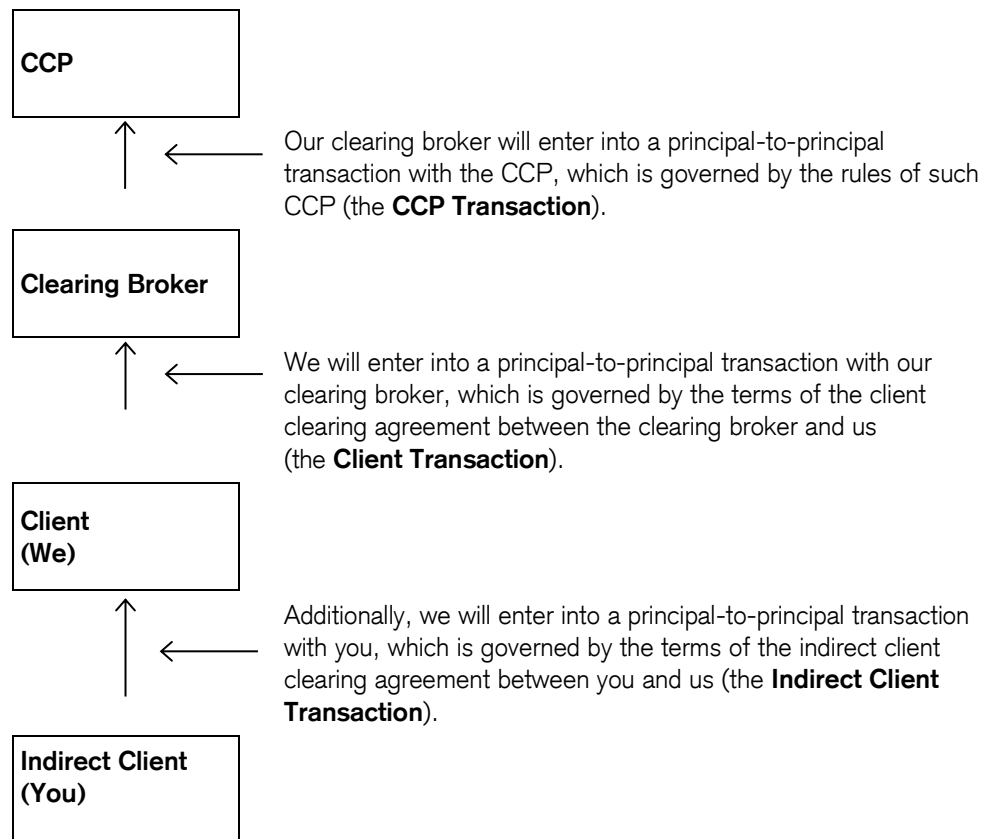 CCP
Our clearing broker will enter into a principal-to-principal
transaction with the CCP, which is governed by the rules of such
CCP (the CCP Transaction).
Clearing Broker
We will enter into a principal-to-principal transaction with our
clearing broker, which is governed by the terms of the client
clearing agreement between the clearing broker and us
(the Client Transaction).
Client
(We)
Additionally, we will enter into a principal-to-principal transaction
with you, which is governed by the terms of the indirect client
clearing agreement between you and us (the Indirect Client
Transaction).
Indirect Client
(You)